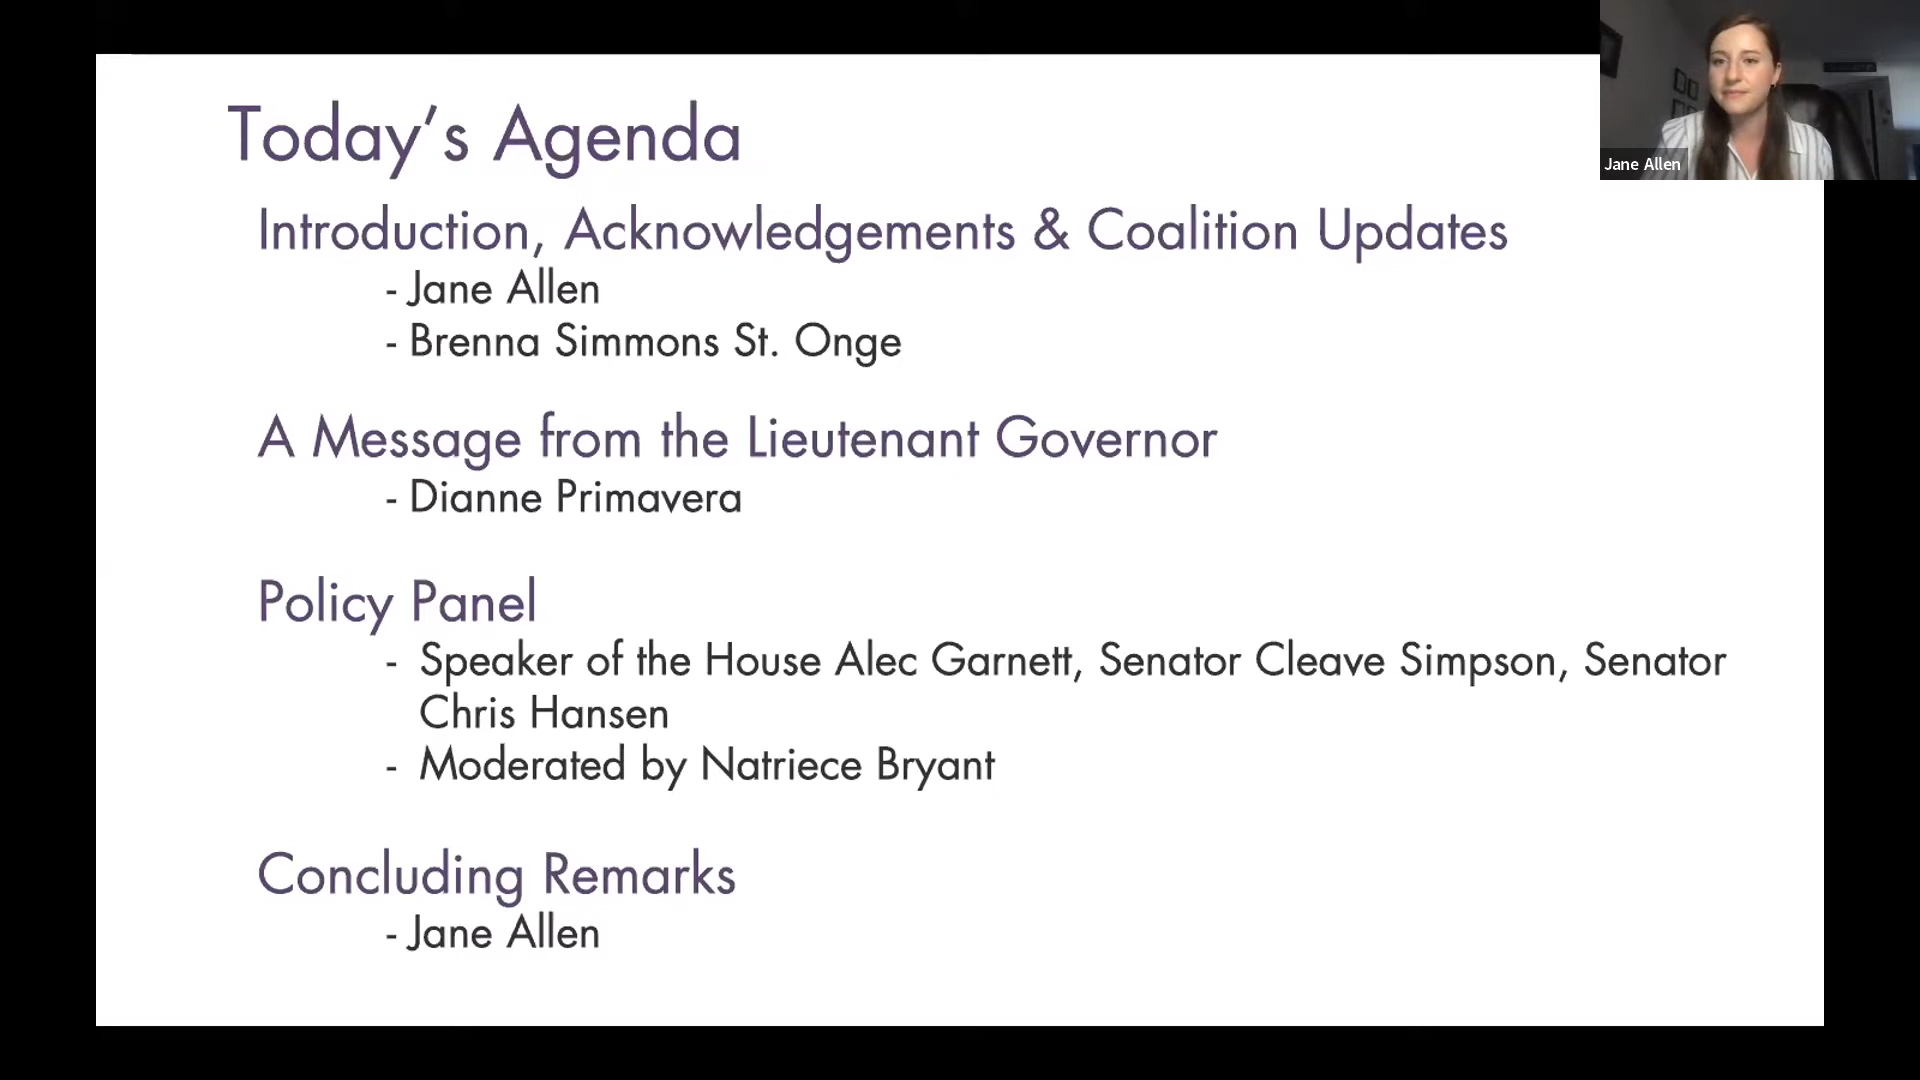 Today's Agenda
Introduction, Acknowledgements & Coalition Updates
- Jane Allen
- Brenna Simmons St. Onge
A Message from the Lieutenant Governor
- Dianne Primavera
Policy Panel
- Speaker of the House Alec Garnett, Senator Cleave Simpson, Senator
Chris Hansen
- Moderated by Natriece Bryant
Concluding Remarks
- Jane Allen
Jane Allen